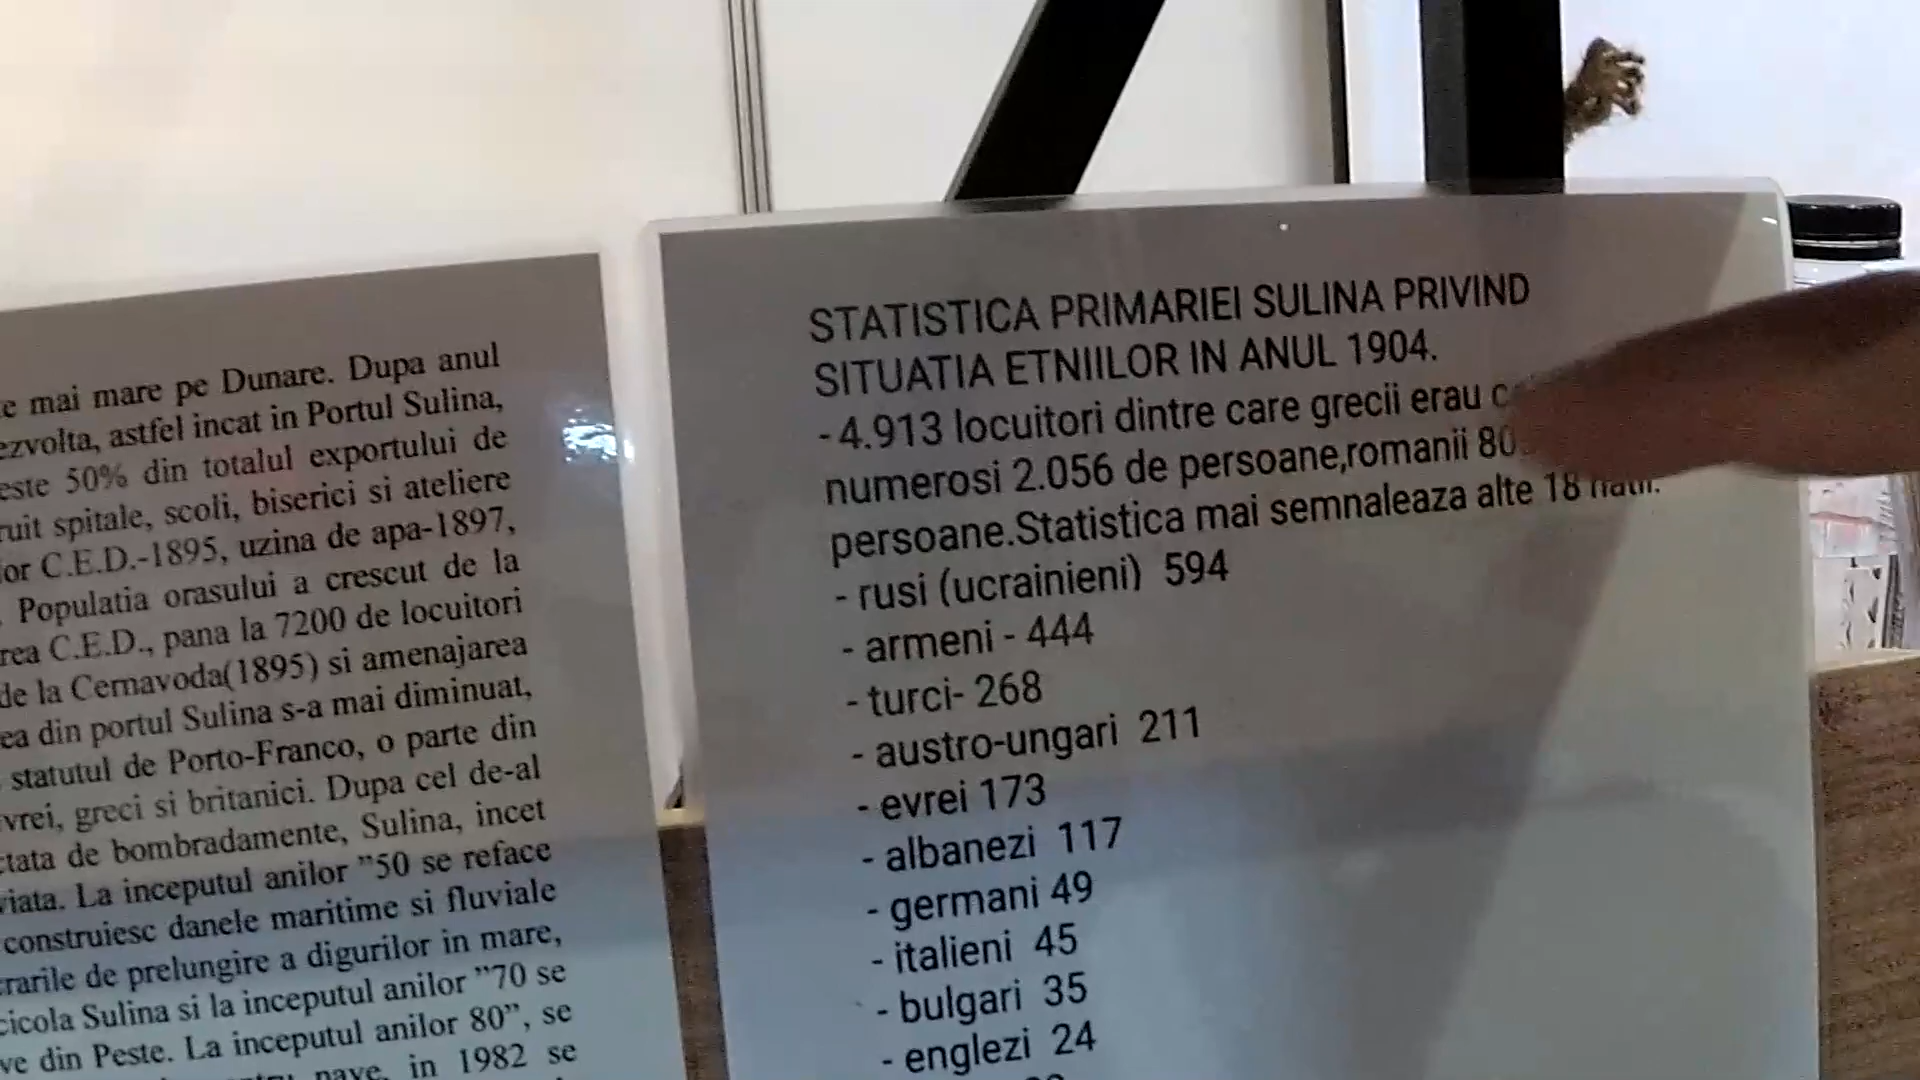 e mai mare pe Dunare. Dupa anul
ezvolta, astfel incat in Portul Sulina,
este 50% din totalul exportului de
ruit spitale, scoli, biserici si ateliere
lor C.E.D.-1895, uzina de apa-1897,
. Populatia orasului a crescut de la
rea C.E.D., pana la 7200 de locuitori
de la Cernavoda(1895) si amenajarea
ea din portul Sulina s-a mai diminuat,
statutul de Porto-Franco, o parte din
vrei, greci si britanici. Dupa cel de-al
ctata de bombradamente, Sulina, incet
viata. La inceputul anilor "50 se reface
construiesc danele maritime si fluviale
rarile de prelungire a digurilor in mare,
cicola Sulina si la inceputul anilor "70 se
ve din Peste. La inceputul anilor 80", se
nave, in 1982 se
STATISTICA PRIMARIEI SULINA PRIVIND
SITUATIA ETNIILOR IN ANUL 1904.
- 4.913 locuitori dintre care grecii erau
numerosi 2.056 de persoane,romanii
persoane.Statistica mai semnaleaza alte 18 natii.
- rusi (ucrainieni) 594
- armeni - 444
- turci- 268
- austro-ungari 211
- evrei 173
- albanezi 117
- germani 49
- italieni 45
- bulgari 35
- englezi 24